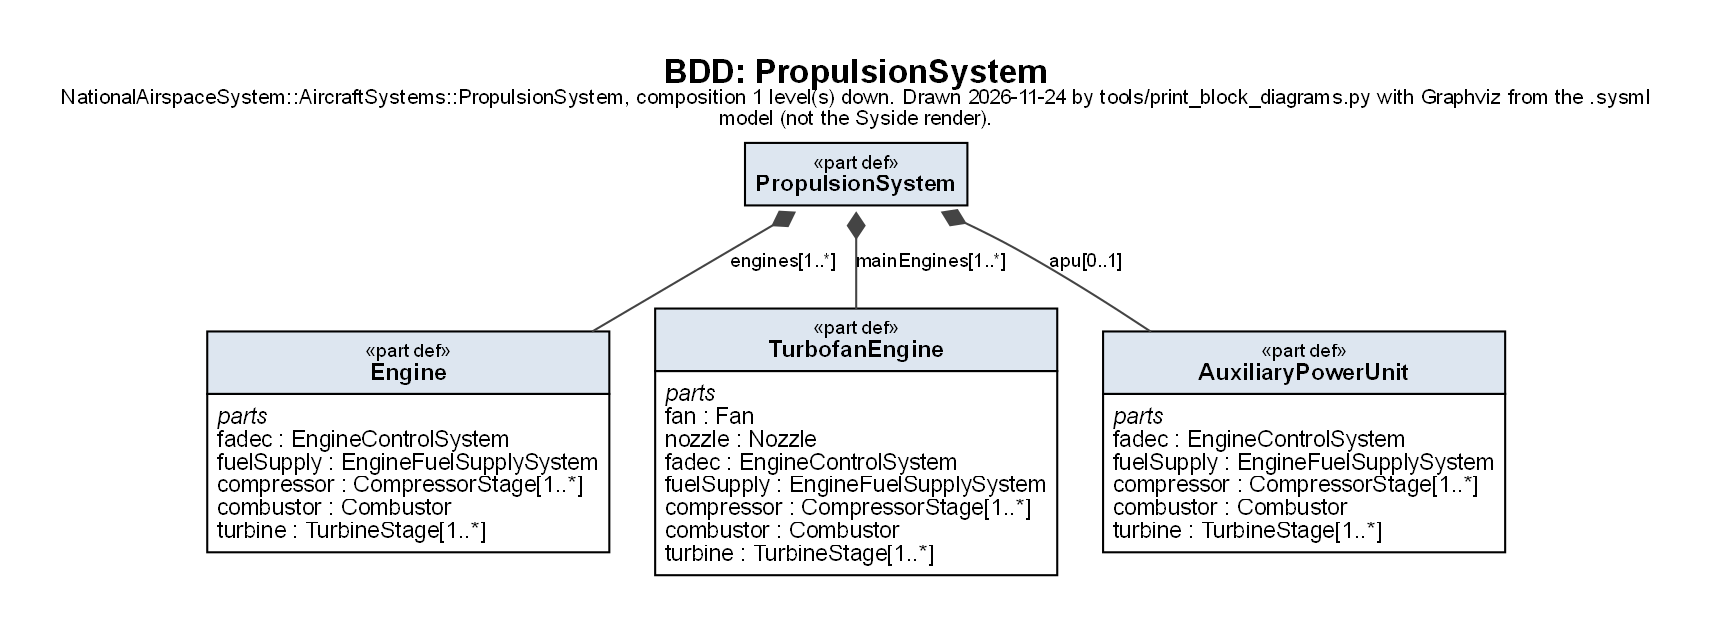 BDD: PropulsionSystem
NationalAirspaceSystem::AircraftSystems::PropulsionSystem, composition 1 level(s) down. Drawn 2026-11-24 by tools/print_block_diagrams.py with Graphviz from the .sysml
model (not the Syside render).
«part def»
PropulsionSystem
engines[1..*]
mainEngines[1..*]
apu[0..1]
«part def»
Engine
parts
fadec : EngineControlSystem
fuelSupply : EngineFuelSupplySystem
compressor : CompressorStage[1..*]
combustor : Combustor
turbine : TurbineStage[1..*]
«part def»
TurbofanEngine
parts
fan : Fan
nozzle : Nozzle
fadec : EngineControlSystem
fuelSupply : EngineFuelSupplySystem
compressor : CompressorStage[1..*]
combustor : Combustor
turbine : TurbineStage[1..*]
«part def»
AuxiliaryPowerUnit
parts
fadec : EngineControlSystem
fuelSupply : EngineFuelSupplySystem
compressor : CompressorStage[1..*]
combustor : Combustor
turbine : TurbineStage[1..*]